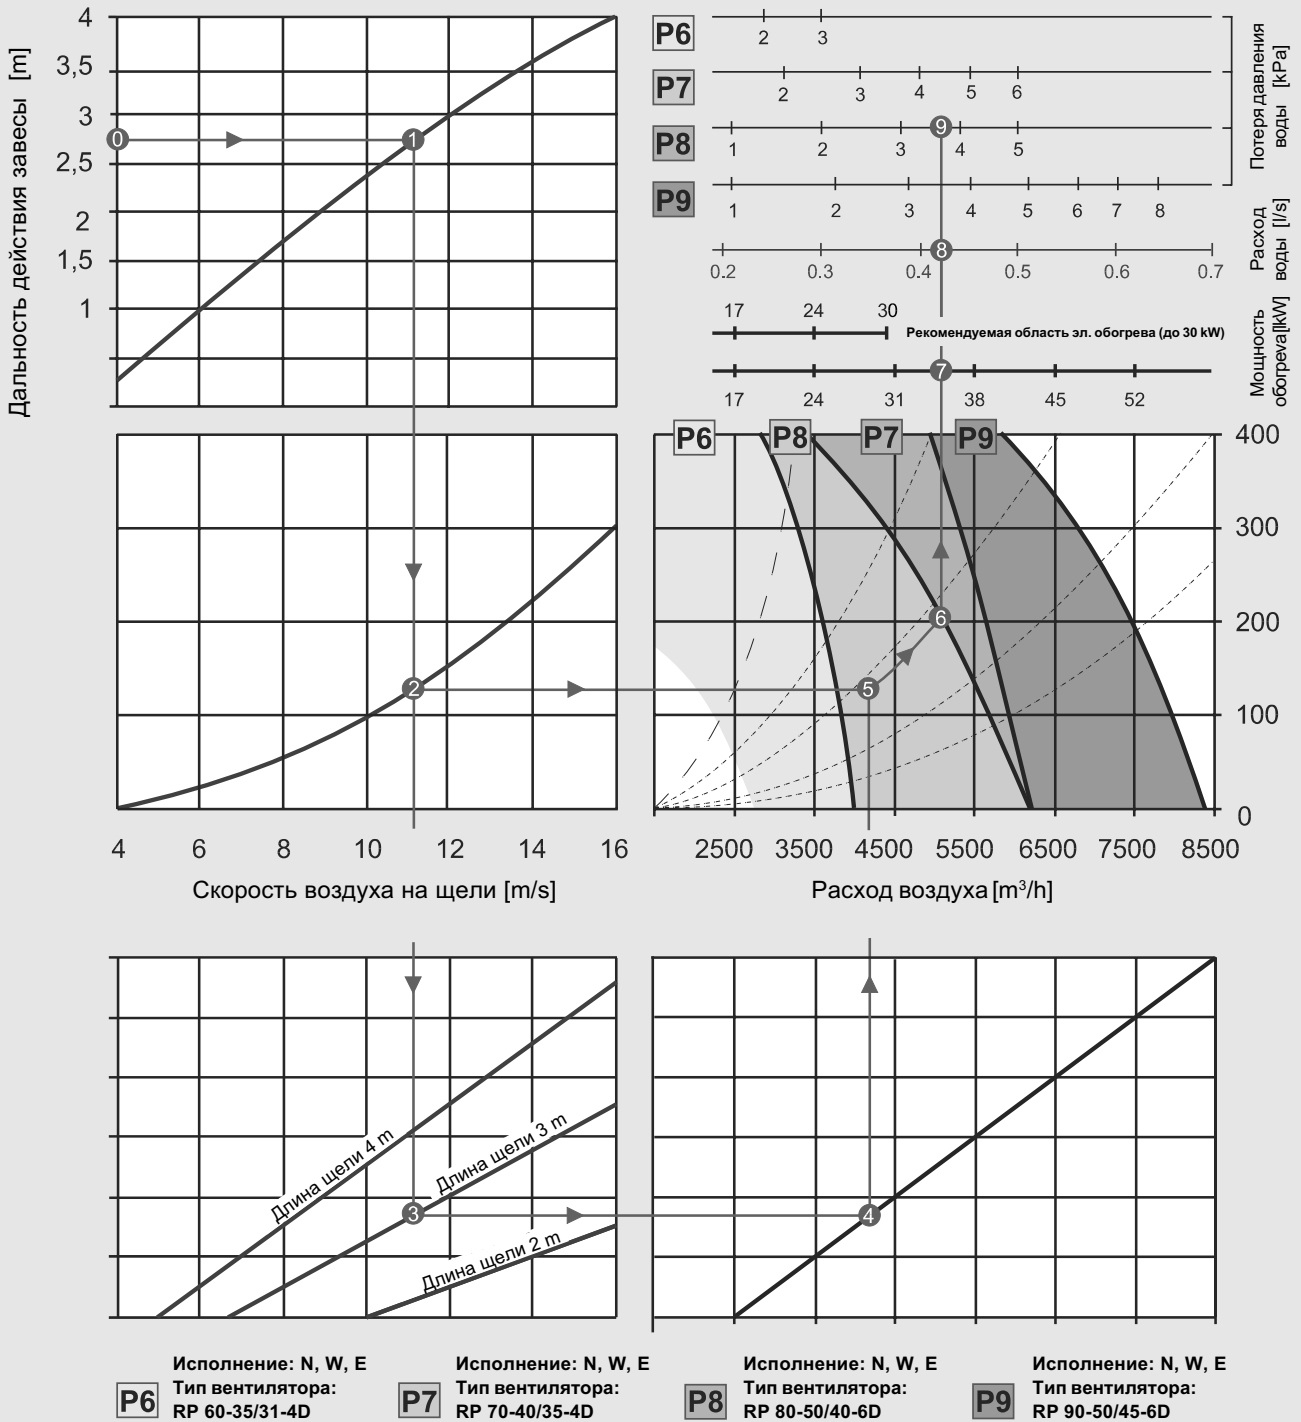 Дальность действия завесы [m]
4
3,5
3
2,5
2
1,5
1
0
1
P6
2 3
P7
2 3 4 5 6
P8
9
1 2 3 4 5
P9
1 2 3 4 5 6 7 8
Потеря давления
воды [kPa]
8
0.2 0.3 0.4 0.5 0.6 0.7
Расход
воды [l/s]
17 24 30
Рекомендуемая область эл. обогрева (до 30 kW)
7
17 24 31 38 45 52
Мощность
обогрева[kW]
P6 P8 P7 P9
400
300
200
100
0
2
5
6
4 6 8 10 12 14 16
Скорость воздуха на щели [m/s]
2500 3500 4500 5500 6500 7500 8500
Расход воздуха [m³/h]
Длина щели 4 m
Длина щели 3 m
Длина щели 2 m
3
4
P6
Исполнение: N, W, E
Тип вентилятора:
RP 60-35/31-4D
P7
Исполнение: N, W, E
Тип вентилятора:
RP 70-40/35-4D
P8
Исполнение: N, W, E
Тип вентилятора:
RP 80-50/40-6D
P9
Исполнение: N, W, E
Тип вентилятора:
RP 90-50/45-6D